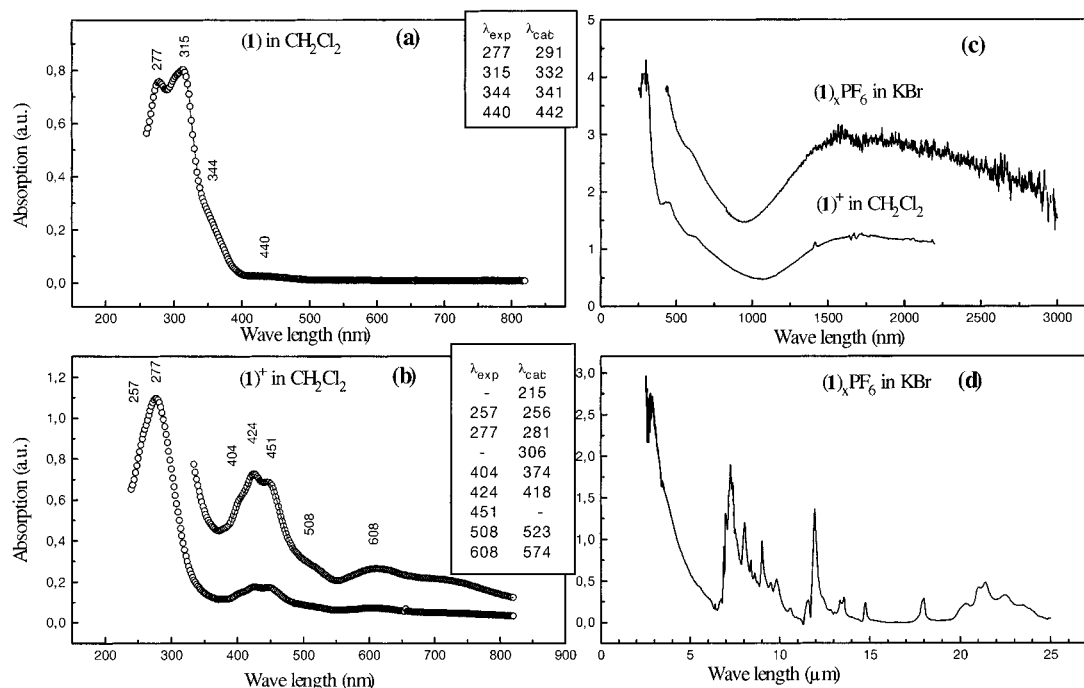 (1) in CH2Cl2
(a)
277
315
344
440
λexp λcab
277 291
315 332
344 341
440 442
0,8
0,6
0,4
0,2
0,0
Absorption (a.u.)
200 300 400 500 600 700 800
Wave length (nm)
(c)
(1)xPF6 in KBr
(1)+ in CH2Cl2
5
4
3
2
1
0
0 500 1000 1500 2000 2500 3000
Wave length (nm)
(1)+ in CH2Cl2
(b)
257
277
404
424
451
508
608
λexp λcab
- 215
257 256
277 281
- 306
404 374
424 418
451 -
508 523
608 574
1,2
1,0
0,8
0,6
0,4
0,2
0,0
Absorption (a.u.)
200 300 400 500 600 700 800 900
Wave length (nm)
(1)xPF6 in KBr
(d)
3,0
2,5
2,0
1,5
1,0
0,5
0,0
0 5 10 15 20 25
Wave length (µm)